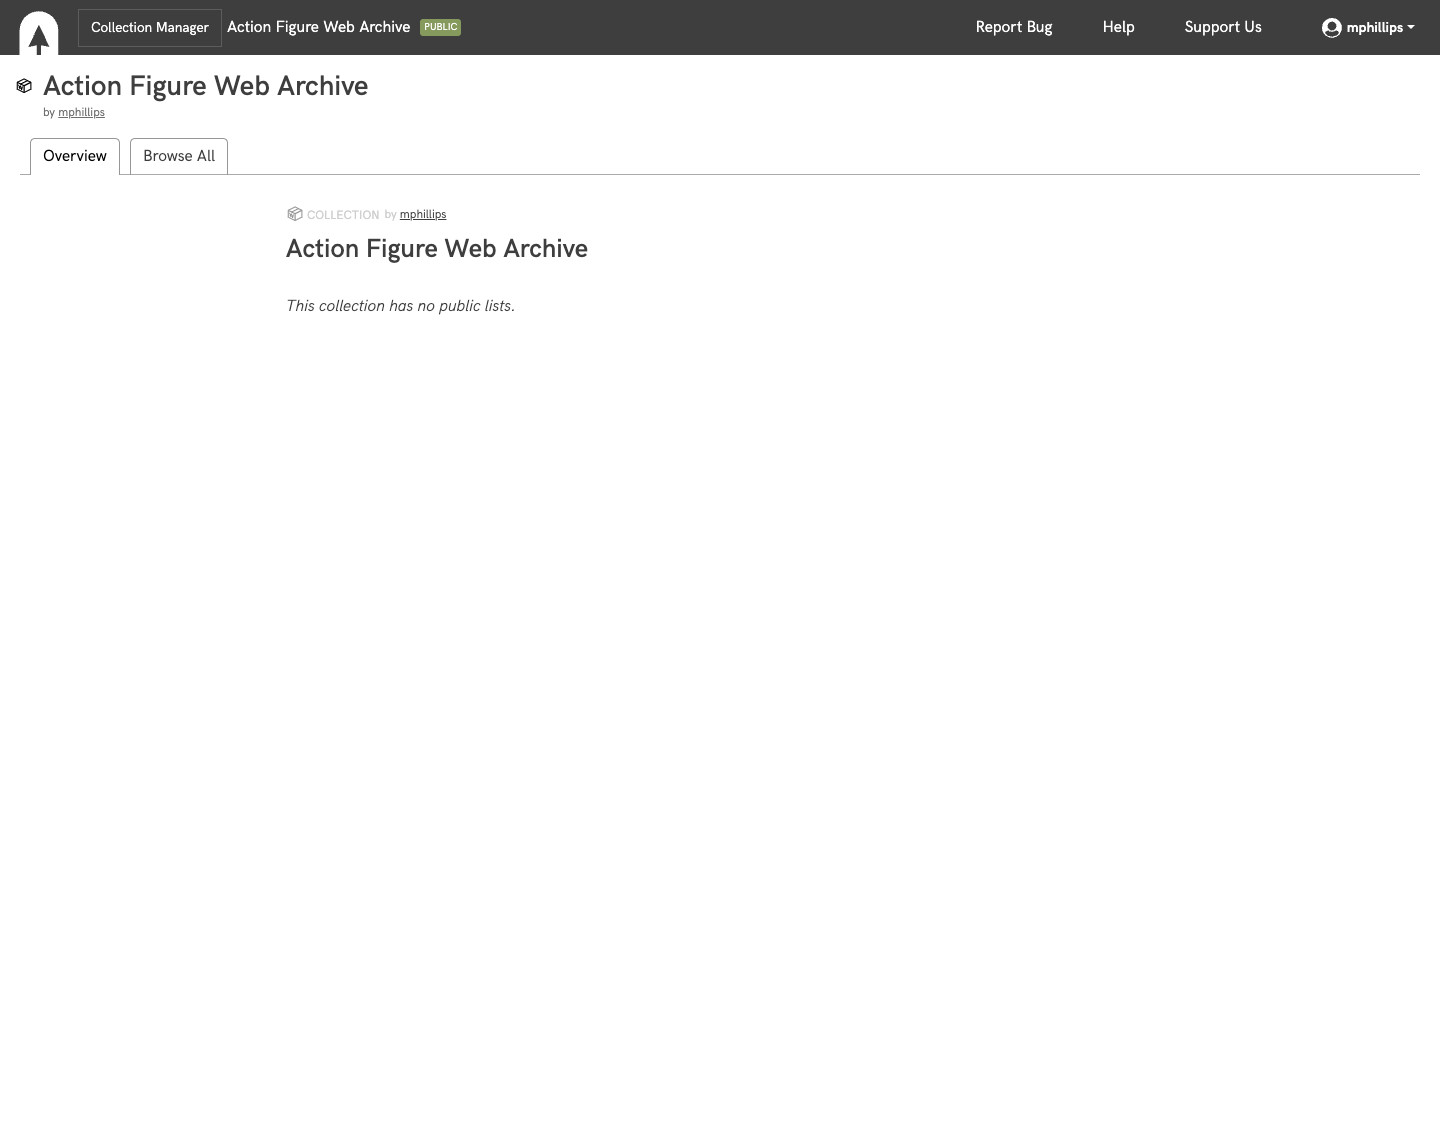 Collection Manager Action Figure Web Archive PUBLIC Report Bug Help Support Us mphillips
Action Figure Web Archive
by mphillips
Overview Browse All
COLLECTION by mphillips
Action Figure Web Archive
This collection has no public lists.